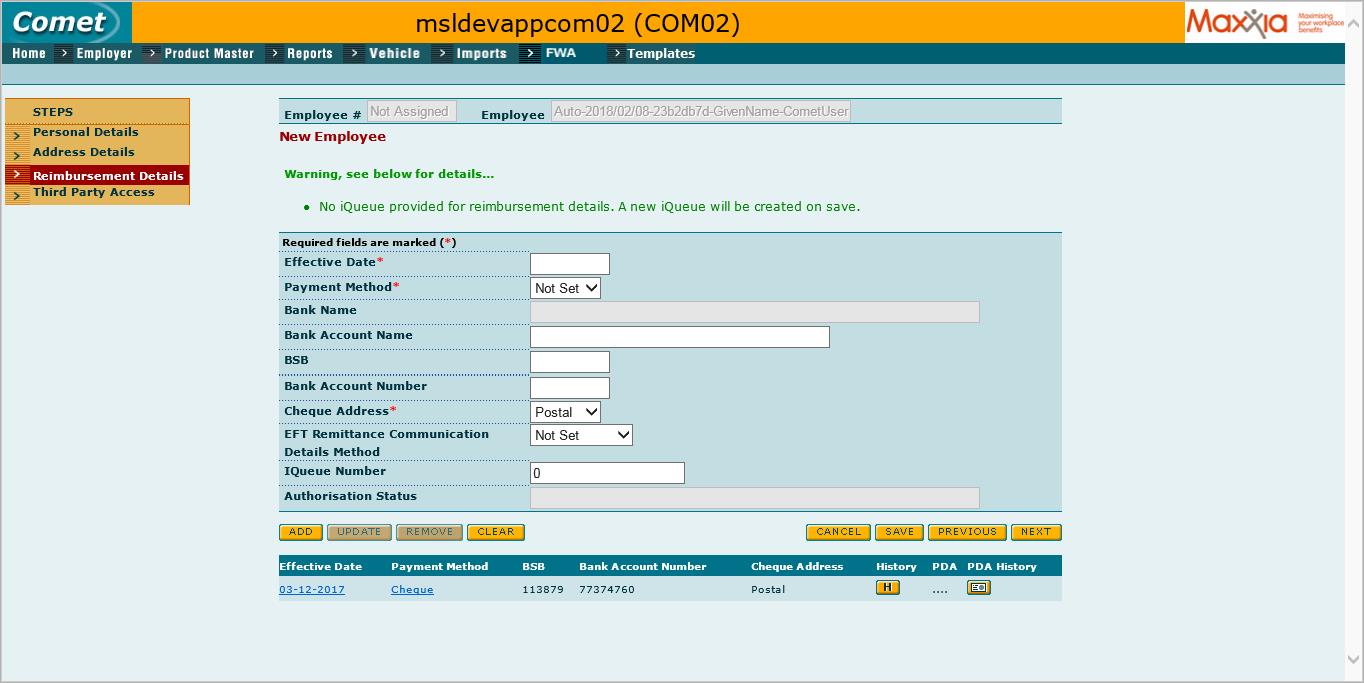 Comet
msldevappcom02 (COM02)
Maxxia Maximising your workplace benefits
Home > Employer > Product Master > Reports > Vehicle > Imports > FWA > Templates
STEPS
> Personal Details
> Address Details
> Reimbursement Details
> Third Party Access
Employee # Not Assigned Employee Auto-2018/02/08-23b2db7d-GivenName-CometUser
New Employee
Warning, see below for details...
• No iQueue provided for reimbursement details. A new iQueue will be created on save.
Required fields are marked (*)
Effective Date*
Payment Method* Not Set
Bank Name
Bank Account Name
BSB
Bank Account Number
Cheque Address* Postal
EFT Remittance Communication
Details Method Not Set
IQueue Number 0
Authorisation Status
ADD UPDATE REMOVE CLEAR CANCEL SAVE PREVIOUS NEXT
Effective Date Payment Method BSB Bank Account Number Cheque Address History PDA PDA History
03-12-2017 Cheque 113879 77374760 Postal H ....